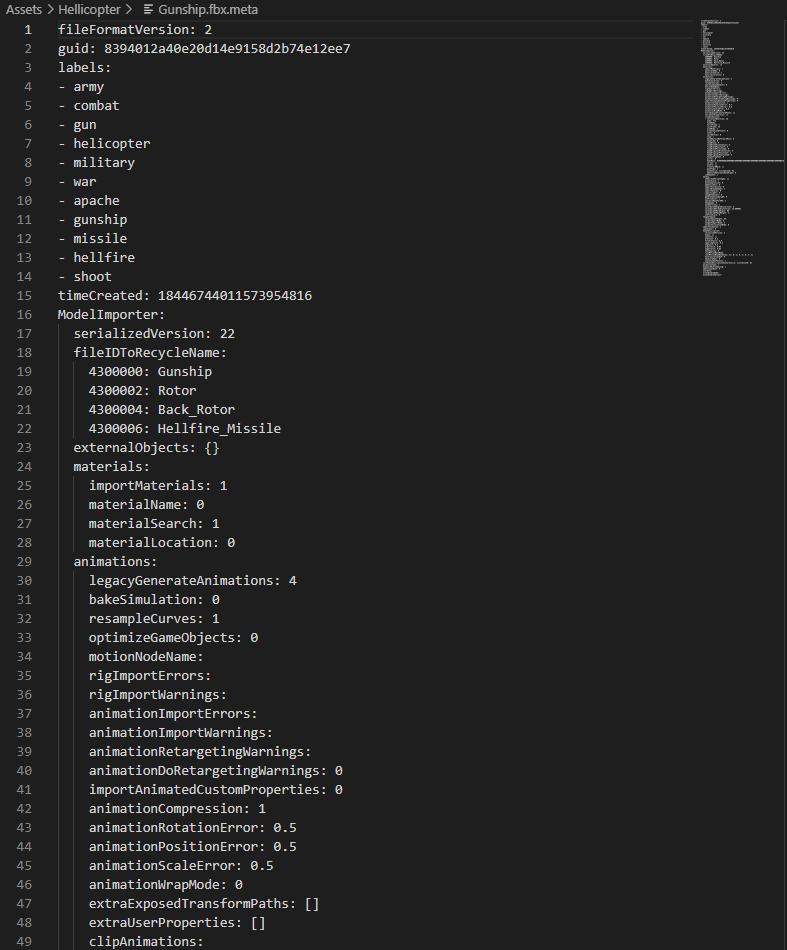 Assets > Hellicopter > Gunship.fbx.meta
1 fileFormatVersion: 2
2 guid: 8394012a40e20d14e9158d2b74e12ee7
3 labels:
4 - army
5 - combat
6 - gun
7 - helicopter
8 - military
9 - war
10 - apache
11 - gunship
12 - missile
13 - hellfire
14 - shoot
15 timeCreated: 18446744011573954816
16 ModelImporter:
17 serializedVersion: 22
18 fileIDToRecycleName:
19 4300000: Gunship
20 4300002: Rotor
21 4300004: Back_Rotor
22 4300006: Hellfire_Missile
23 externalObjects: {}
24 materials:
25 importMaterials: 1
26 materialName: 0
27 materialSearch: 1
28 materialLocation: 0
29 animations:
30 legacyGenerateAnimations: 4
31 bakeSimulation: 0
32 resampleCurves: 1
33 optimizeGameObjects: 0
34 motionNodeName:
35 rigImportErrors:
36 rigImportWarnings:
37 animationImportErrors:
38 animationImportWarnings:
39 animationRetargetingWarnings:
40 animationDoRetargetingWarnings: 0
41 importAnimatedCustomProperties: 0
42 animationCompression: 1
43 animationRotationError: 0.5
44 animationPositionError: 0.5
45 animationScaleError: 0.5
46 animationWrapMode: 0
47 extraExposedTransformPaths: []
48 extraUserProperties: []
49 clipAnimations: